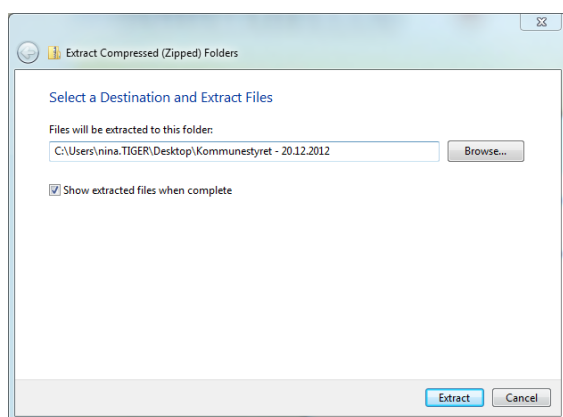 Extract Compressed (Zipped) Folders
Select a Destination and Extract Files
Files will be extracted to this folder:
C:\Users\nina.TIGER\Desktop\Kommunestyret - 20.12.2012
Browse...
Show extracted files when complete
Extract
Cancel